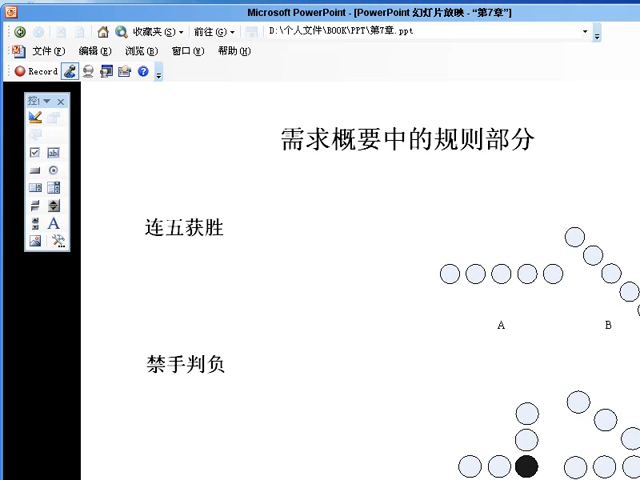 Microsoft PowerPoint - [PowerPoint 幻灯片放映 - “第7章”]
收藏夹(S) 前往(G) D:\个人文件\BOOK\PPT\第7章.ppt
文件(F) 编辑(E) 浏览(B) 窗口(W) 帮助(H)
Record
需求概要中的规则部分
连五获胜
A B
禁手判负